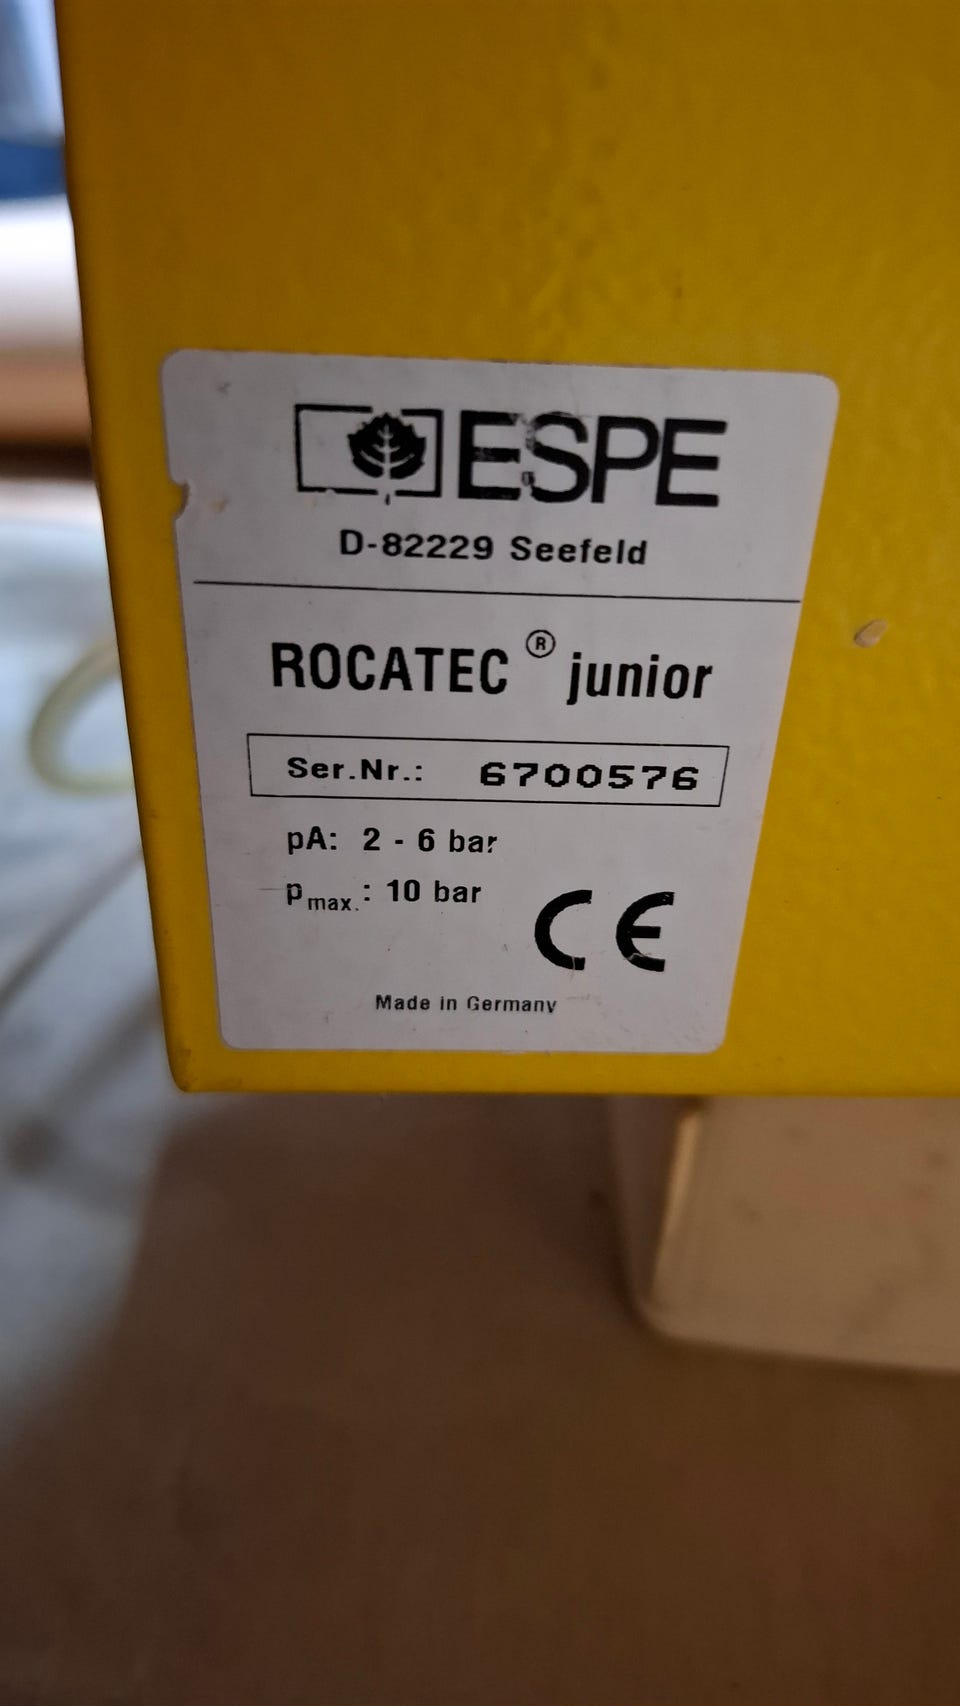 ESPE
D-82229 Seefeld
ROCATEC ® junior
Ser.Nr.: 6700576
pA: 2 - 6 bar
pmax.: 10 bar
CE
Made in Germany